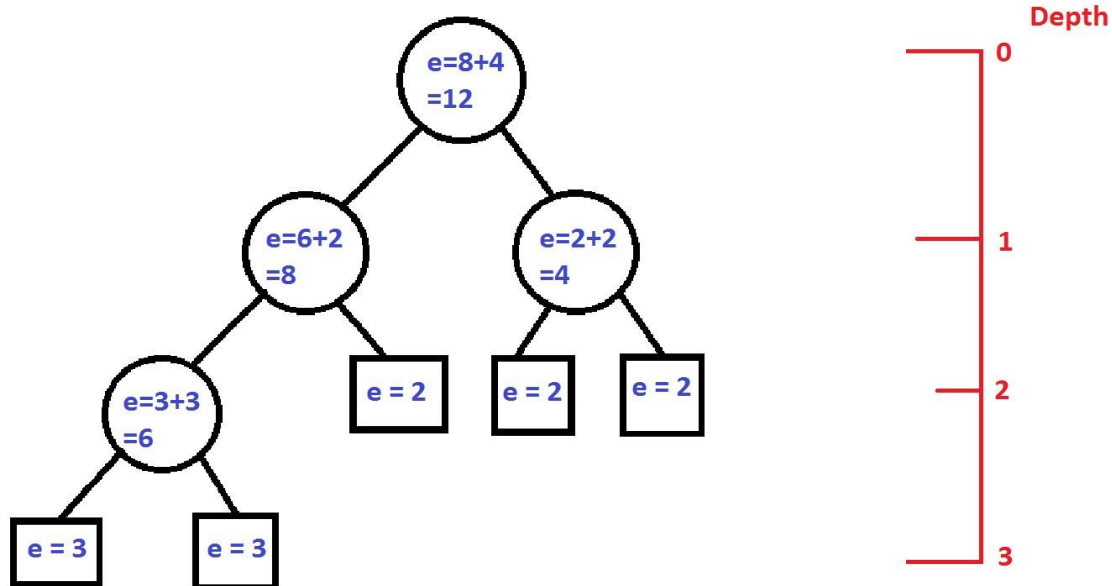 Depth
0
e=8+4
=12
1
e=6+2
=8
e=2+2
=4
2
e=3+3
=6
e = 2
e = 2
e = 2
3
e = 3
e = 3